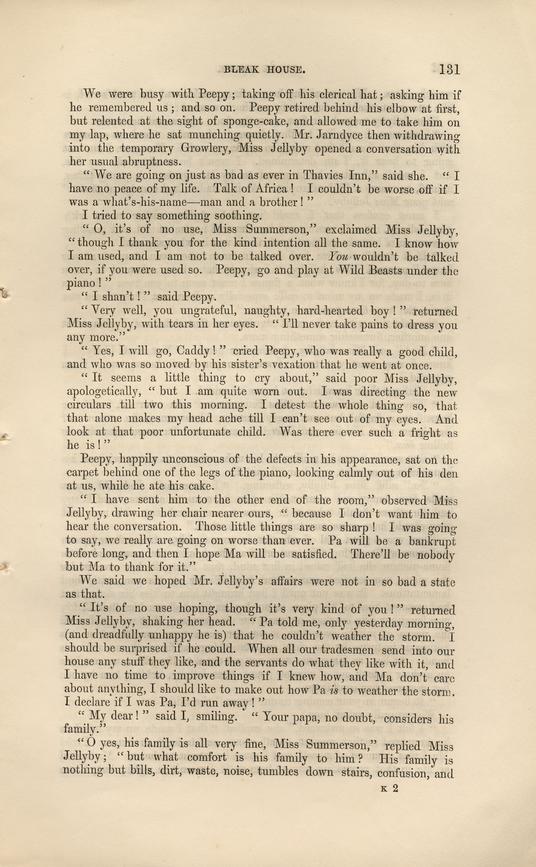 BLEAK HOUSE. 131
We were busy with Peepy; taking off his clerical hat; asking him if
he remembered us; and so on. Peepy retired behind his elbow at first,
but relented at the sight of sponge-cake, and allowed me to take him on
my lap, where he sat munching quietly. Mr. Jarndyce then withdrawing
into the temporary Growlery, Miss Jellyby opened a conversation with
her usual abruptness.
"We are going on just as bad as ever in Thavies Inn," said she. "I
have no peace of my life. Talk of Africa! I couldn't be worse off if I
was a what's-his-name—man and a brother!"
I tried to say something soothing.
"O, it's of no use, Miss Summerson," exclaimed Miss Jellyby,
"though I thank you for the kind intention all the same. I know how
I am used, and I am not to be talked over. You wouldn't be talked
over, if you were used so. Peepy, go and play at Wild Beasts under the
piano!"
"I shan't!" said Peepy.
"Very well, you ungrateful, naughty, hard-hearted boy!" returned
Miss Jellyby, with tears in her eyes. "I'll never take pains to dress you
any more."
"Yes, I will go, Caddy!" cried Peepy, who was really a good child,
and who was so moved by his sister's vexation that he went at once.
"It seems a little thing to cry about," said poor Miss Jellyby,
apologetically, "but I am quite worn out. I was directing the new
circulars till two this morning. I detest the whole thing so, that
that alone makes my head ache till I can't see out of my eyes. And
look at that poor unfortunate child. Was there ever such a fright as
he is!"
Peepy, happily unconscious of the defects in his appearance, sat on the
carpet behind one of the legs of the piano, looking calmly out of his den
at us, while he ate his cake.
"I have sent him to the other end of the room," observed Miss
Jellyby, drawing her chair nearer ours, "because I don't want him to
hear the conversation. Those little things are so sharp! I was going
to say, we really are going on worse than ever. Pa will be a bankrupt
before long, and then I hope Ma will be satisfied. There'll be nobody
but Ma to thank for it."
We said we hoped Mr. Jellyby's affairs were not in so bad a state
as that.
"It's of no use hoping, though it's very kind of you!" returned
Miss Jellyby, shaking her head. "Pa told me, only yesterday morning,
(and dreadfully unhappy he is) that he couldn't weather the storm. I
should be surprised if he could. When all our tradesmen send into our
house any stuff they like, and the servants do what they like with it, and
I have no time to improve things if I knew how, and Ma don't care
about anything, I should like to make out how Pa is to weather the storm.
I declare if I was Pa, I'd run away!"
"My dear!" said I, smiling. "Your papa, no doubt, considers his
family."
"O yes, his family is all very fine, Miss Summerson," replied Miss
Jellyby; "but what comfort is his family to him? His family is
nothing but bills, dirt, waste, noise, tumbles down stairs, confusion, and
K 2